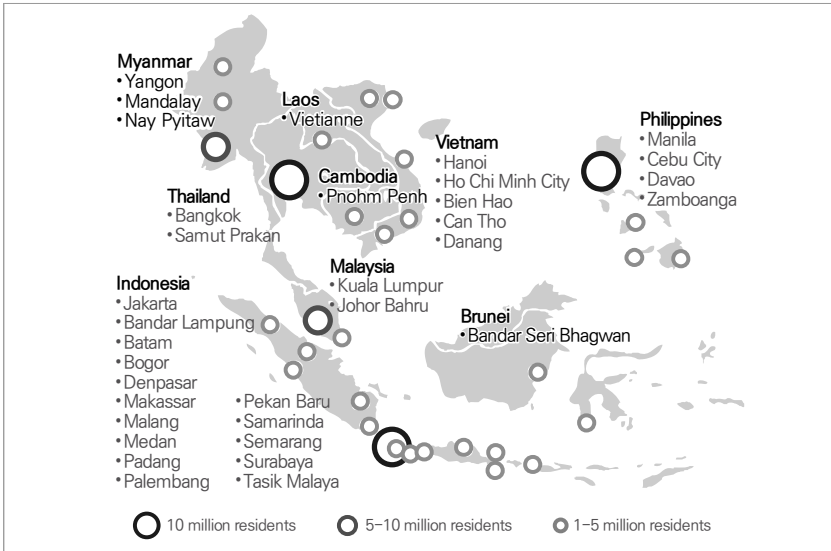 Myanmar
• Yangon
• Mandalay
• Nay Pyitaw
Laos
• Vietianne
Thailand
• Bangkok
• Samut Prakan
Cambodia
• Pnohm Penh
Vietnam
• Hanoi
• Ho Chi Minh City
• Bien Hao
• Can Tho
• Danang
Philippines
• Manila
• Cebu City
• Davao
• Zamboanga
Malaysia
• Kuala Lumpur
• Johor Bahru
Brunei
• Bandar Seri Bhagwan
Indonesia
• Jakarta
• Bandar Lampung
• Batam
• Bogor
• Denpasar
• Makassar
• Malang
• Medan
• Padang
• Palembang
• Pekan Baru
• Samarinda
• Semarang
• Surabaya
• Tasik Malaya
10 million residents
5–10 million residents
1–5 million residents